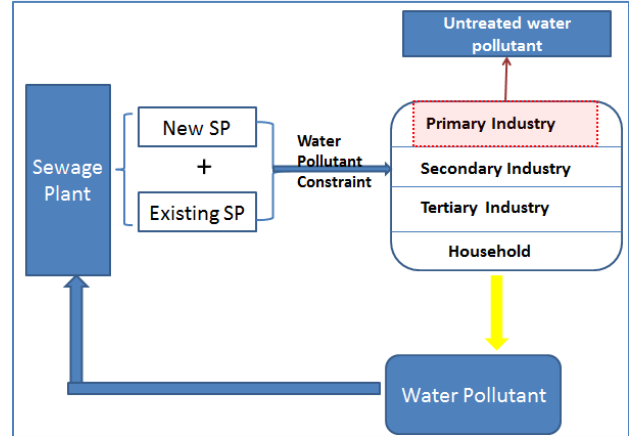 Untreated water
pollutant
Sewage
Plant
New SP
+
Existing SP
Water
Pollutant
Constraint
Primary Industry
Secondary Industry
Tertiary Industry
Household
Water Pollutant